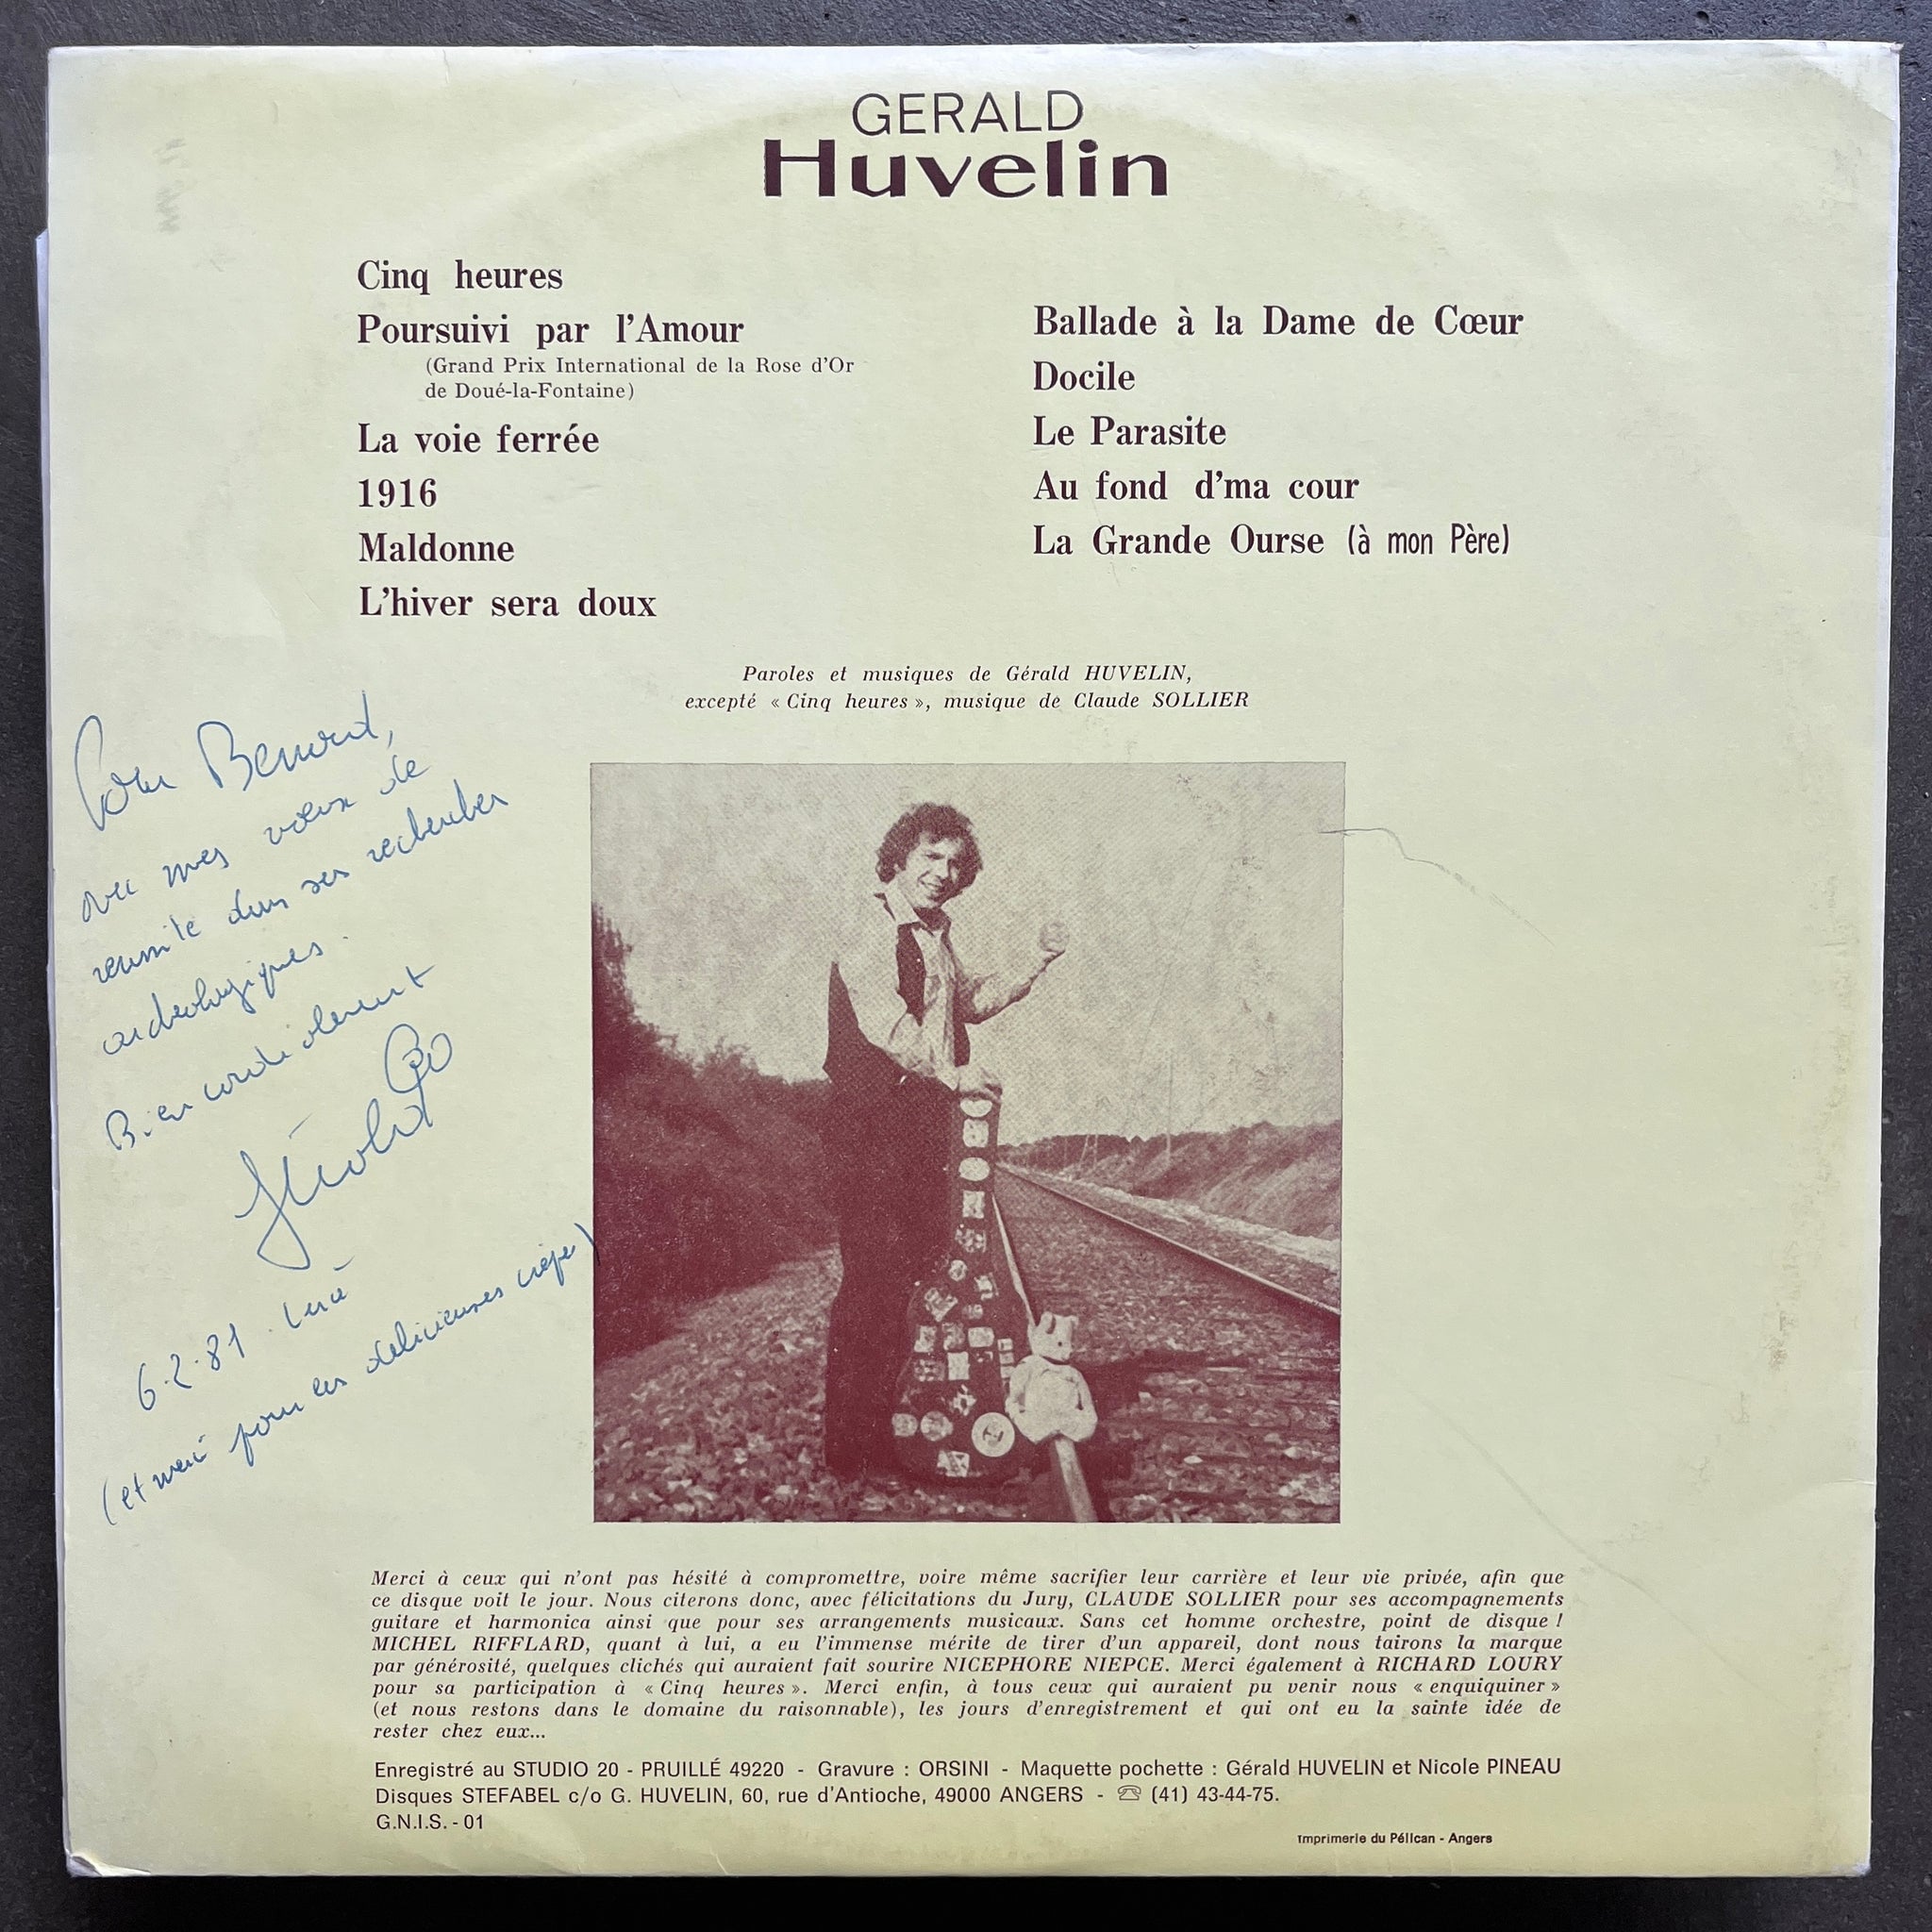 GERALD
Huvelin
Cinq heures
Poursuivi par l'Amour
(Grand Prix International de la Rose d'Or
de Doué-la-Fontaine)
La voie ferrée
1916
Maldonne
L'hiver sera doux
Ballade à la Dame de Cœur
Docile
Le Parasite
Au fond d'ma cour
La Grande Ourse (à mon Père)
Paroles et musiques de Gérald HUVELIN,
excepté « Cinq heures », musique de Claude SOLLIER
Pour Benoit,
avec mes vœux de
réussite dans ses recherches
archéologiques.
Bien cordialement
6.2.81.
(et merci pour les délicieuses crêpes)
Merci à ceux qui n'ont pas hésité à compromettre, voire même sacrifier leur carrière et leur vie privée, afin que
ce disque voit le jour. Nous citerons donc, avec félicitations du Jury, CLAUDE SOLLIER pour ses accompagnements
guitare et harmonica ainsi que pour ses arrangements musicaux. Sans cet homme orchestre, point de disque !
MICHEL RIFFLARD, quant à lui, a eu l'immense mérite de tirer d'un appareil, dont nous tairons la marque
par générosité, quelques clichés qui auraient fait sourire NICEPHORE NIEPCE. Merci également à RICHARD LOURY
pour sa participation à « Cinq heures ». Merci enfin, à tous ceux qui auraient pu venir nous « enquiquiner »
(et nous restons dans le domaine du raisonnable), les jours d'enregistrement et qui ont eu la sainte idée de
rester chez eux...
Enregistré au STUDIO 20 - PRUILLÉ 49220 - Gravure : ORSINI - Maquette pochette : Gérald HUVELIN et Nicole PINEAU
Disques STEFABEL c/o G. HUVELIN, 60, rue d'Antioche, 49000 ANGERS - ☏ (41) 43-44-75.
G.N.I.S. - 01
Imprimerie du Pélican - Angers